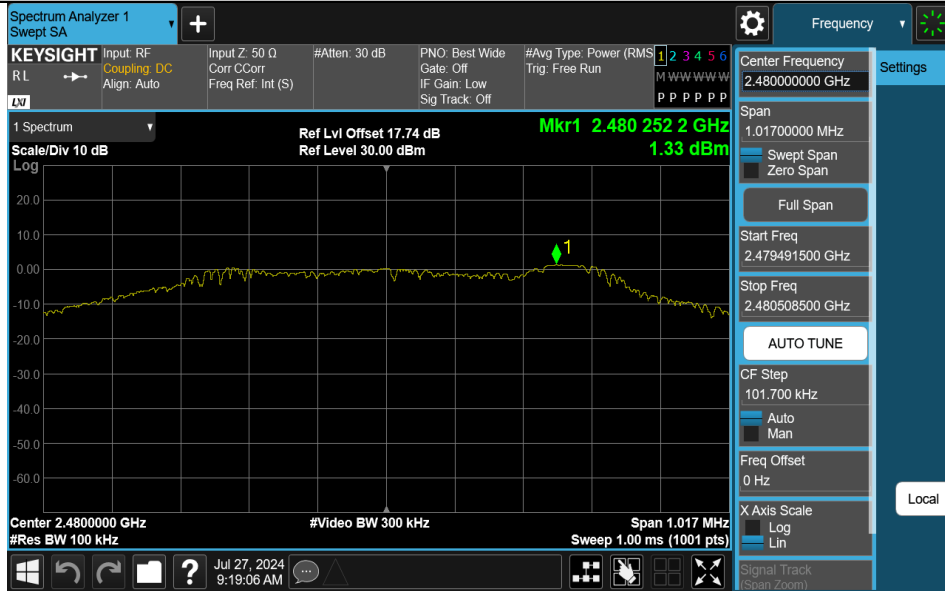 Spectrum Analyzer 1
Swept SA
Frequency
KEYSIGHT
Input: RF
Coupling: DC
Align: Auto
Input Z: 50 Ω
Corr CCorr
Freq Ref: Int (S)
#Atten: 30 dB
PNO: Best Wide
Gate: Off
IF Gain: Low
Sig Track: Off
#Avg Type: Power (RMS
Trig: Free Run
1 2 3 4 5 6
M W W W W W
P P P P P P
R L
LXI
Center Frequency
2.480000000 GHz
Settings
Span
1.01700000 MHz
Swept Span
Zero Span
Full Span
Start Freq
2.479491500 GHz
Stop Freq
2.480508500 GHz
AUTO TUNE
CF Step
101.700 kHz
Auto
Man
Freq Offset
0 Hz
X Axis Scale
Log
Lin
Signal Track
(Span Zoom)
Local
1 Spectrum
Scale/Div 10 dB
Log
Ref Lvl Offset 17.74 dB
Ref Level 30.00 dBm
Mkr1 2.480 252 2 GHz
1.33 dBm
20.0
10.0
0.00
-10.0
-20.0
-30.0
-40.0
-50.0
-60.0
1
Center 2.4800000 GHz
#Res BW 100 kHz
#Video BW 300 kHz
Span 1.017 MHz
Sweep 1.00 ms (1001 pts)
?
Jul 27, 2024
9:19:06 AM